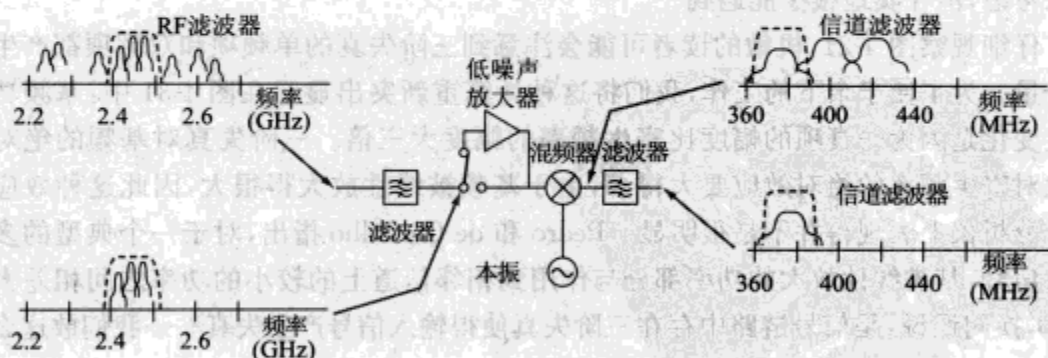 RF滤波器
2.2
2.4
2.6
频率
(GHz)
低噪声
放大器
混频器
滤波器
滤波器
本振
2.2
2.4
2.6
频率
(GHz)
信道滤波器
360
400
440
频率
(MHz)
信道滤波器
360
400
440
频率
(MHz)